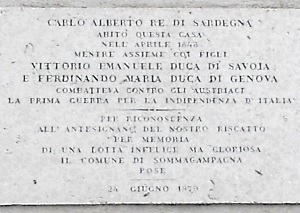 CARLO ALBERTO RE DI SARDEGNA
ABITÒ QUESTA CASA
NELL'APRILE 1848
MENTRE ASSIEME COI FIGLI
VITTORIO EMANUELE DUCA DI SAVOIA
E FERDINANDO MARIA DUCA DI GENOVA
COMBATTEVA CONTRO GLI AUSTRIACI
LA PRIMA GUERRA PER LA INDIPENDENZA D'ITALIA
PER RICONOSCENZA
ALL'ANTESIGNANO DEL NOSTRO RISCATTO
PER MEMORIA
DI UNA LOTTA INFELICE MA GLORIOSA
IL COMUNE DI SOMMACAMPAGNA
POSE
24 GIUGNO 1879